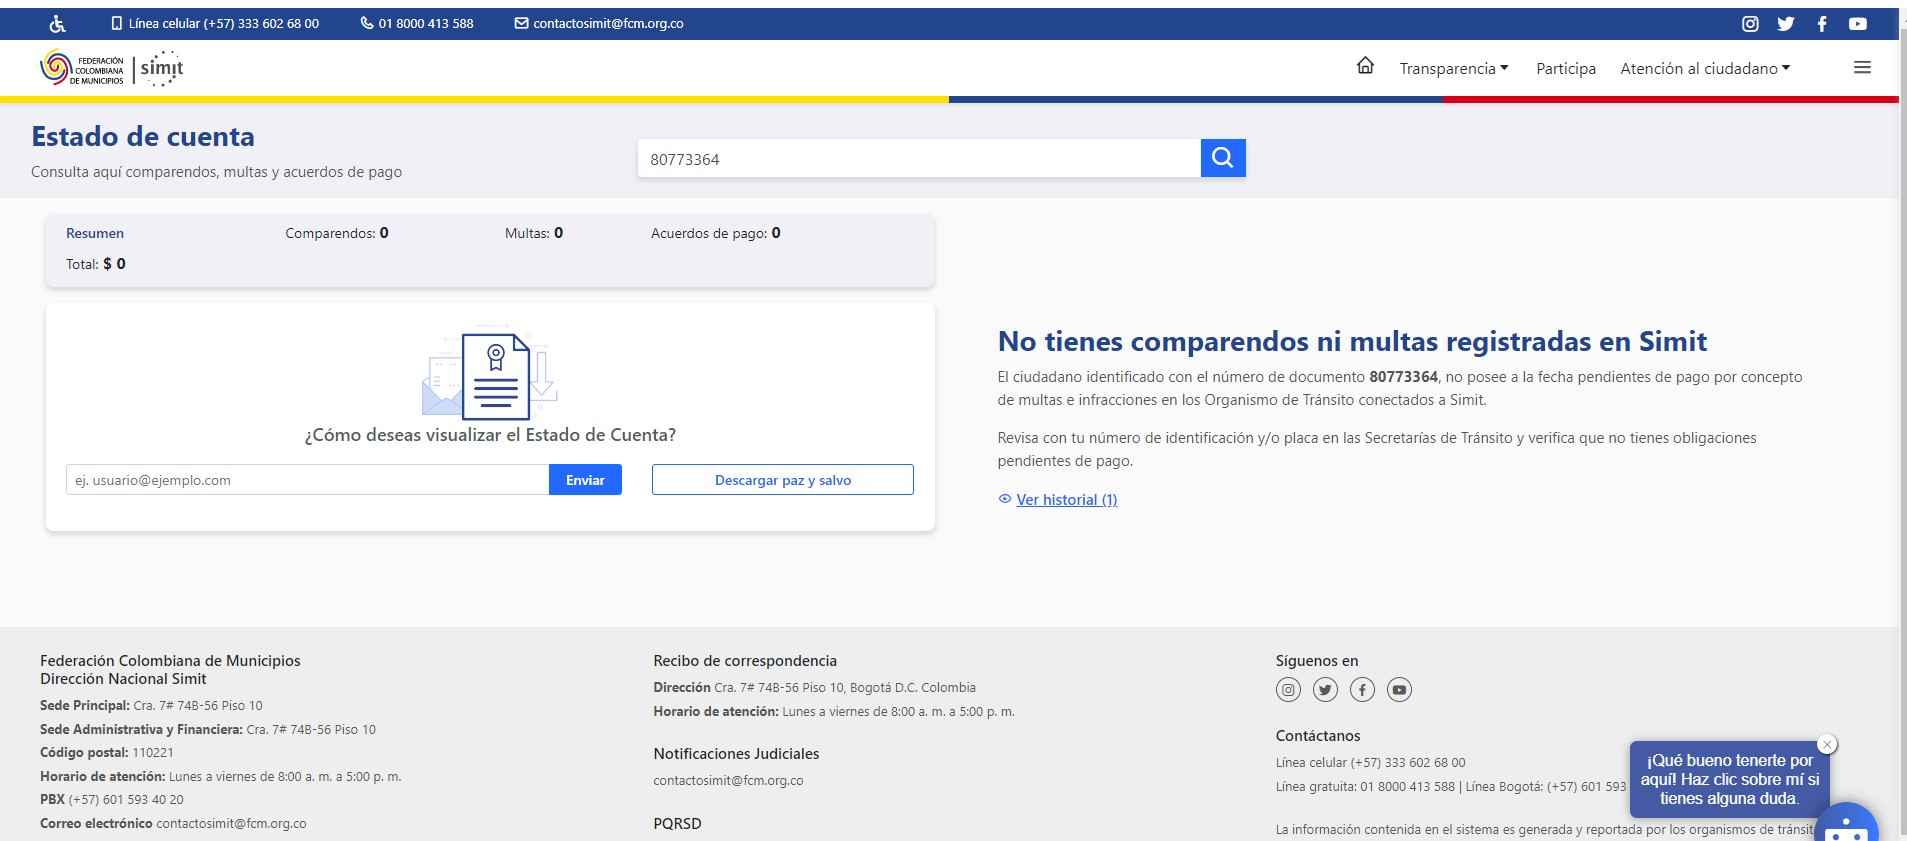 Línea celular (+57) 333 602 68 00
01 8000 413 588
contactosimit@fcm.org.co
FEDERACIÓN
COLOMBIANA
DE MUNICIPIOS
simit
Transparencia
Participa
Atención al ciudadano
Estado de cuenta
Consulta aquí comparendos, multas y acuerdos de pago
80773364
Resumen
Comparendos: 0
Multas: 0
Acuerdos de pago: 0
Total: $ 0
¿Cómo deseas visualizar el Estado de Cuenta?
ej. usuario@ejemplo.com
Enviar
Descargar paz y salvo
No tienes comparendos ni multas registradas en Simit
El ciudadano identificado con el número de documento 80773364, no posee a la fecha pendientes de pago por concepto
de multas e infracciones en los Organismo de Tránsito conectados a Simit.
Revisa con tu número de identificación y/o placa en las Secretarías de Tránsito y verifica que no tienes obligaciones
pendientes de pago.
Ver historial (1)
Federación Colombiana de Municipios
Dirección Nacional Simit
Sede Principal: Cra. 7# 74B-56 Piso 10
Sede Administrativa y Financiera: Cra. 7# 74B-56 Piso 10
Código postal: 110221
Horario de atención: Lunes a viernes de 8:00 a. m. a 5:00 p. m.
PBX (+57) 601 593 40 20
Correo electrónico contactosimit@fcm.org.co
Recibo de correspondencia
Dirección Cra. 7# 74B-56 Piso 10, Bogotá D.C. Colombia
Horario de atención: Lunes a viernes de 8:00 a. m. a 5:00 p. m.
Notificaciones Judiciales
contactosimit@fcm.org.co
PQRSD
Síguenos en
Contáctanos
Línea celular (+57) 333 602 68 00
Línea gratuita: 01 8000 413 588 | Línea Bogotá: (+57) 601 593
La información contenida en el sistema es generada y reportada por los organismos de tránsit
¡Qué bueno tenerte por
aquí! Haz clic sobre mí si
tienes alguna duda.